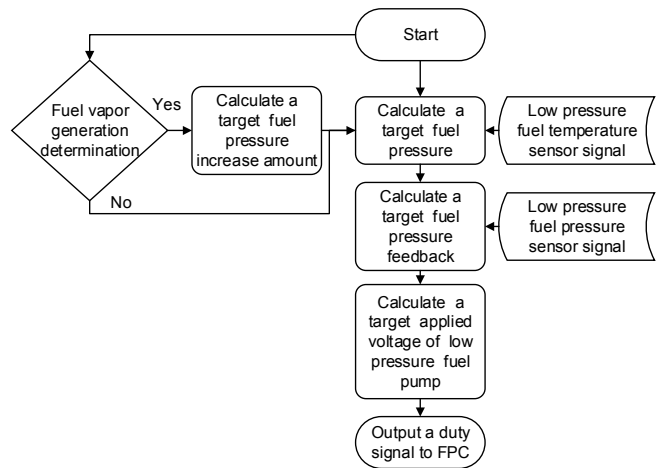 Start
Fuel vapor
generation
determination
Yes
Calculate a
target fuel
pressure
increase amount
No
Calculate a
target fuel
pressure
Low pressure
fuel temperature
sensor signal
Calculate a
target fuel
pressure
feedback
Low pressure
fuel pressure
sensor signal
Calculate a
target applied
voltage of low
pressure fuel
pump
Output a duty
signal to FPC